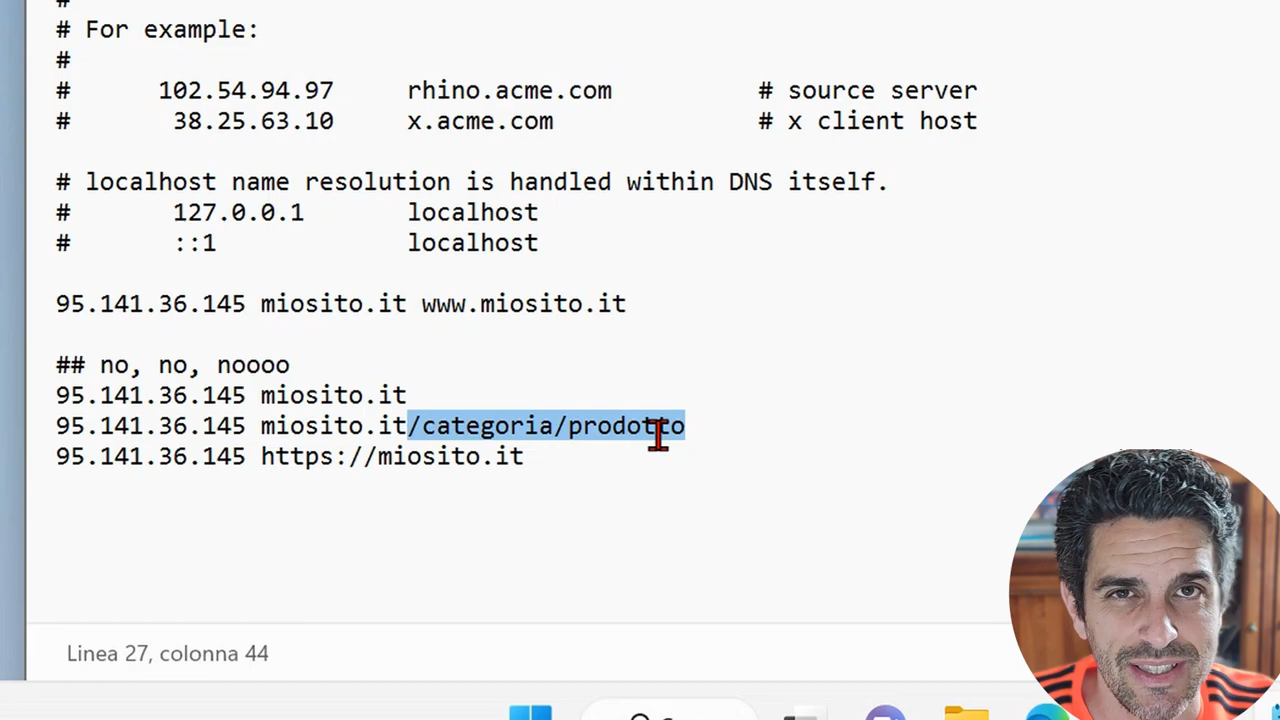 #
# For example:
#
#      102.54.94.97     rhino.acme.com          # source server
#       38.25.63.10     x.acme.com              # x client host
# localhost name resolution is handled within DNS itself.
#       127.0.0.1       localhost
#       ::1             localhost
95.141.36.145 miosito.it www.miosito.it
## no, no, noooo
95.141.36.145 miosito.it
95.141.36.145 miosito.it/categoria/prodotto
95.141.36.145 https://miosito.it
Linea 27, colonna 44